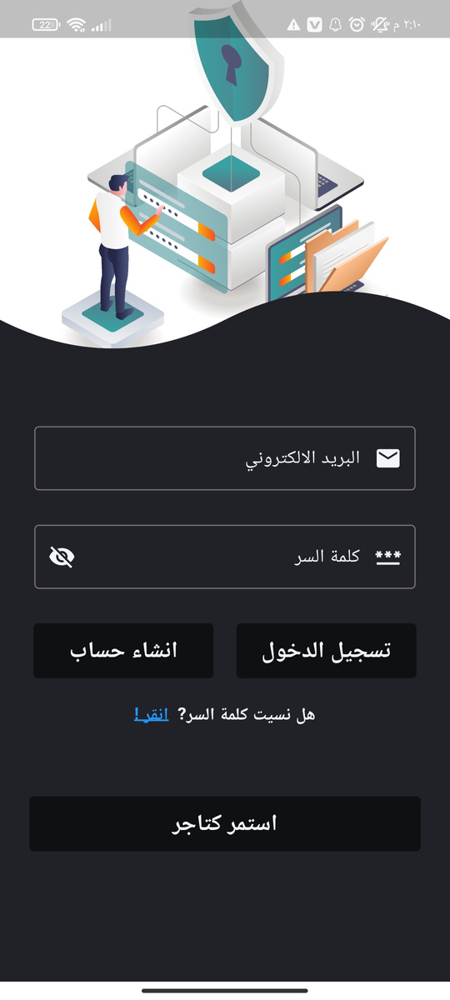 ٢:١٠ م
22
البريد الالكتروني
كلمة السر
تسجيل الدخول
انشاء حساب
هل نسيت كلمة السر? انقر!
استمر كتاجر